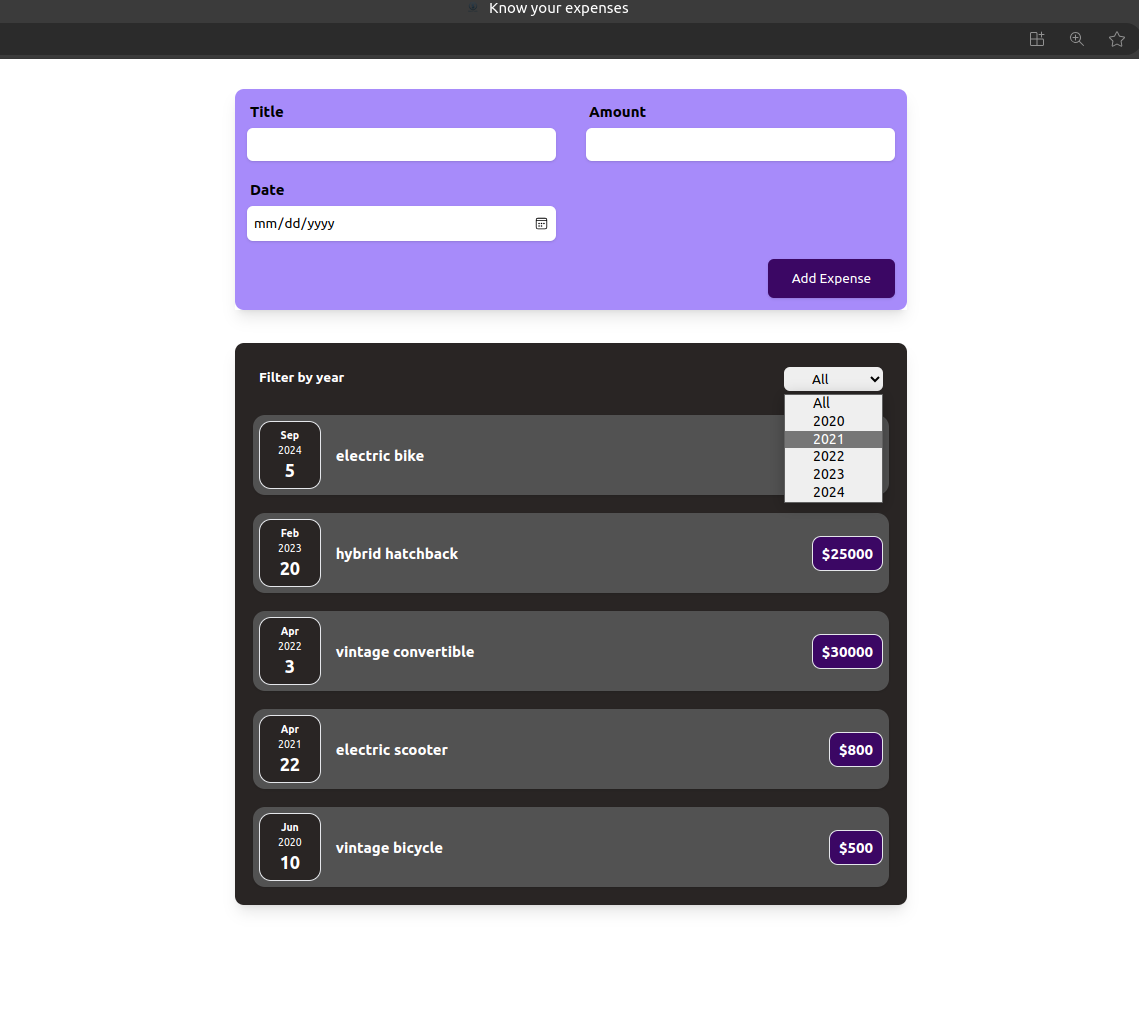 Know your expenses
Title
Amount
Date
mm/dd/yyyy
Add Expense
Filter by year
All
All
2020
2021
2022
2023
2024
Sep
2024
5
electric bike
Feb
2023
20
hybrid hatchback
$25000
Apr
2022
3
vintage convertible
$30000
Apr
2021
22
electric scooter
$800
Jun
2020
10
vintage bicycle
$500